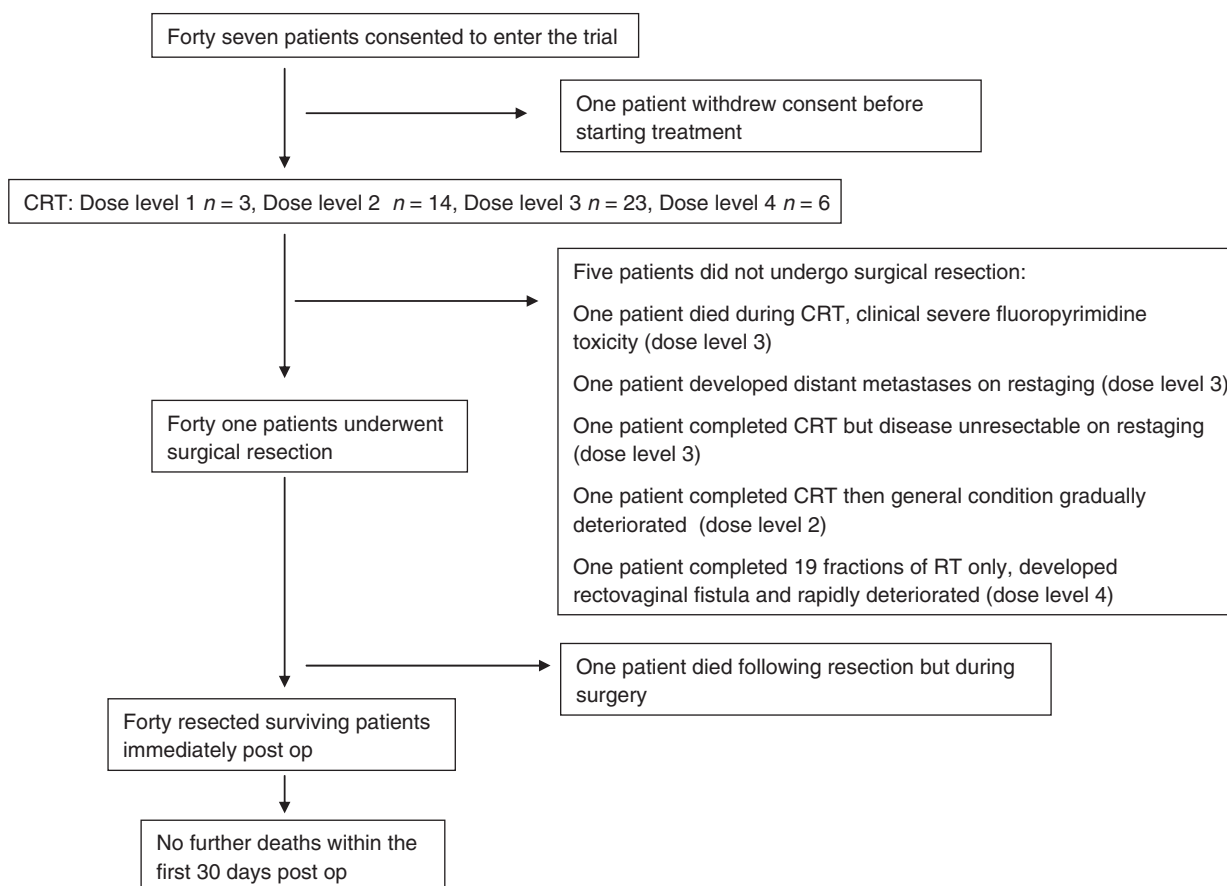 Forty seven patients consented to enter the trial
One patient withdrew consent before
starting treatment
CRT: Dose level 1 n = 3, Dose level 2 n = 14, Dose level 3 n = 23, Dose level 4 n = 6
Five patients did not undergo surgical resection:
One patient died during CRT, clinical severe fluoropyrimidine
toxicity (dose level 3)
One patient developed distant metastases on restaging (dose level 3)
One patient completed CRT but disease unresectable on restaging
(dose level 3)
One patient completed CRT then general condition gradually
deteriorated (dose level 2)
One patient completed 19 fractions of RT only, developed
rectovaginal fistula and rapidly deteriorated (dose level 4)
Forty one patients underwent
surgical resection
One patient died following resection but during
surgery
Forty resected surviving patients
immediately post op
No further deaths within the
first 30 days post op